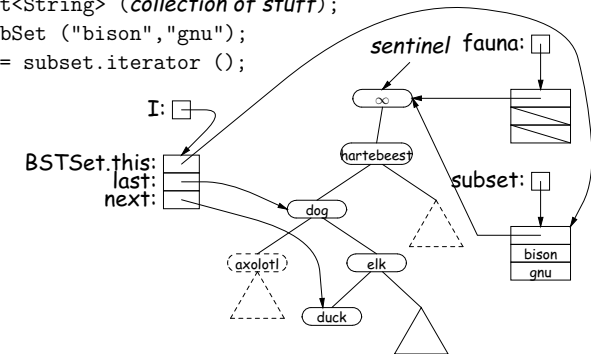 t<String> (collection of stuff);
bSet ("bison","gnu");
= subset.iterator ();
sentinel fauna:
∞
I:
hartebeest
BSTSet.this:
last:
next:
subset:
dog
bison
gnu
axolotl
elk
duck